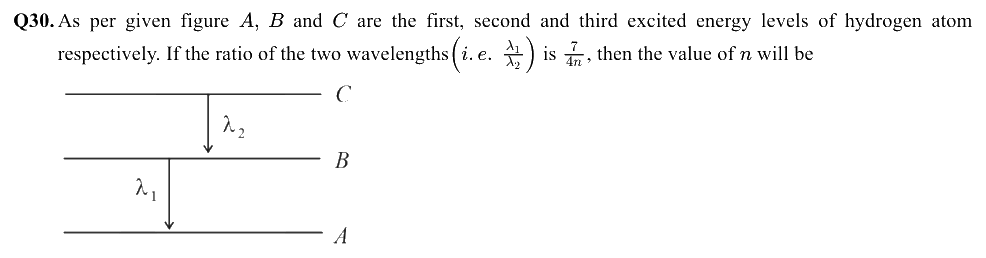 Q30. As per given figure A, B and C are the first, second and third excited energy levels of hydrogen atom
respectively. If the ratio of the two wavelengths (i. e. λ₁/λ₂) is 7/4n, then the value of n will be
C
λ₂
B
λ₁
A